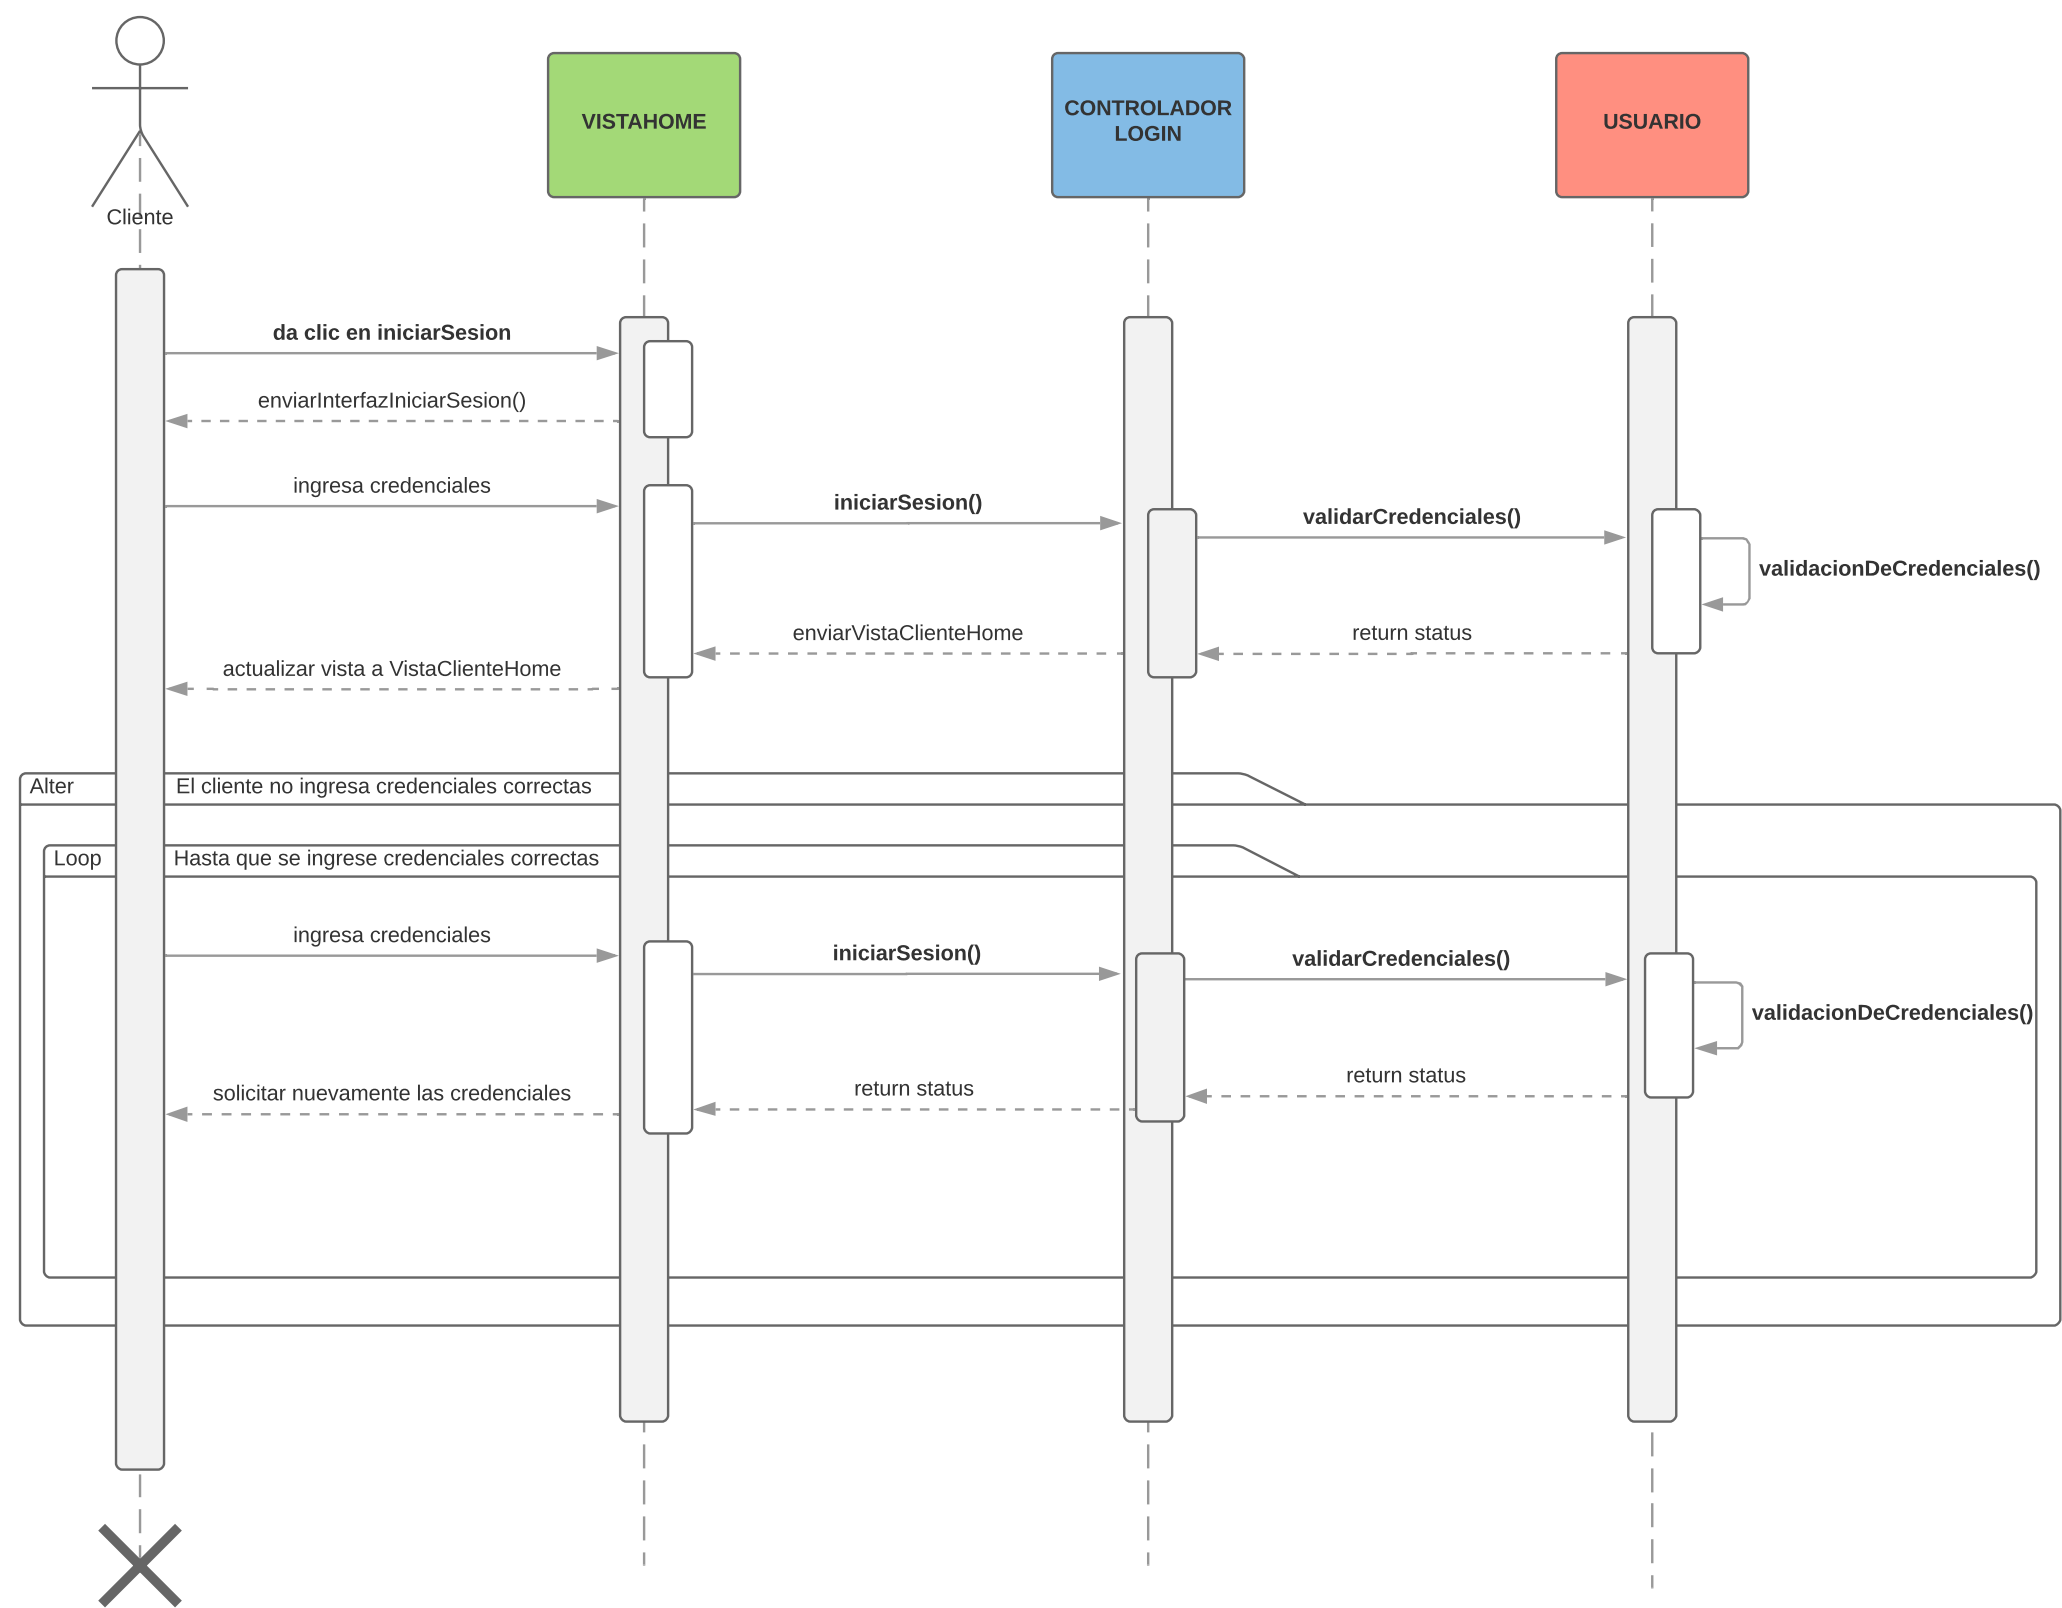 VISTAHOME
CONTROLADOR
LOGIN
USUARIO
Cliente
da clic en iniciarSesion
enviarInterfazIniciarSesion()
ingresa credenciales
iniciarSesion()
validarCredenciales()
validacionDeCredenciales()
enviarVistaClienteHome
return status
actualizar vista a VistaClienteHome
Alter
El cliente no ingresa credenciales correctas
Loop
Hasta que se ingrese credenciales correctas
ingresa credenciales
iniciarSesion()
validarCredenciales()
validacionDeCredenciales()
return status
return status
solicitar nuevamente las credenciales